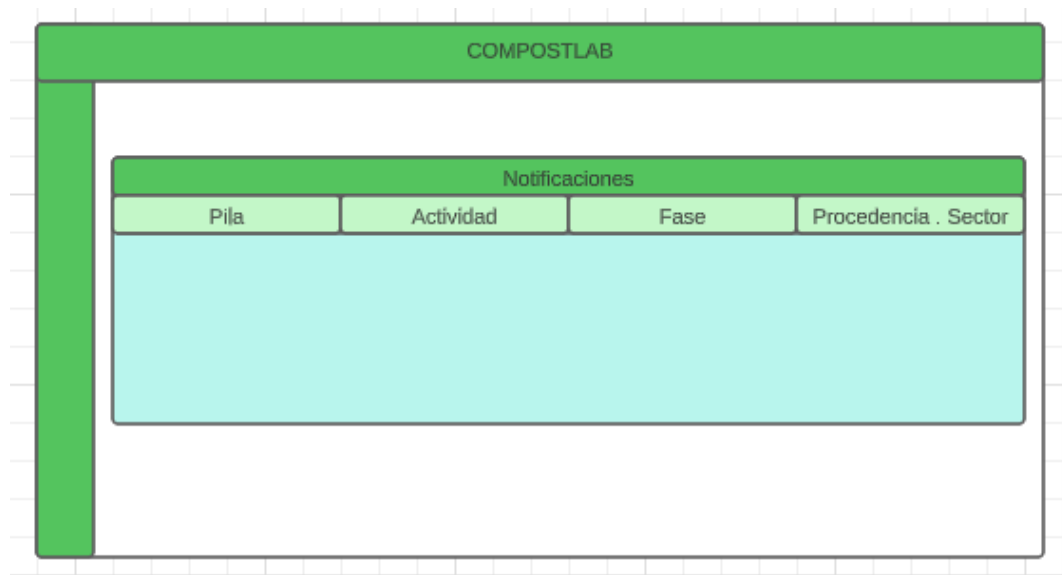 COMPOSTLAB
Notificaciones
Pila Actividad Fase Procedencia . Sector